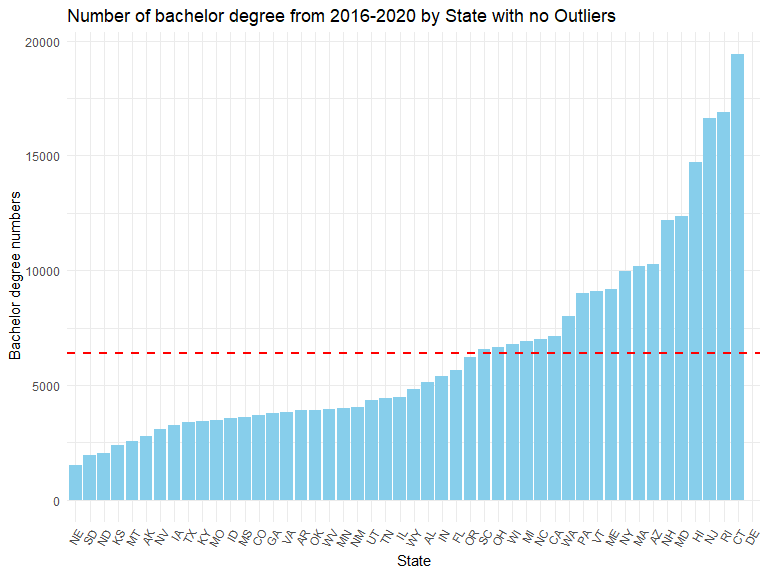 Number of bachelor degree from 2016-2020 by State with no Outliers
20000
15000
10000
5000
0
Bachelor degree numbers
NE SD ND KS MT AK NV IA TX KY MO ID MS CO GA VA AR OK WV MN NM UT TN IL WY AL IN FL OR SC OH WI MI NC CA WA PA VT ME NY MA AZ NH MD HI NJ RI CT DE
State